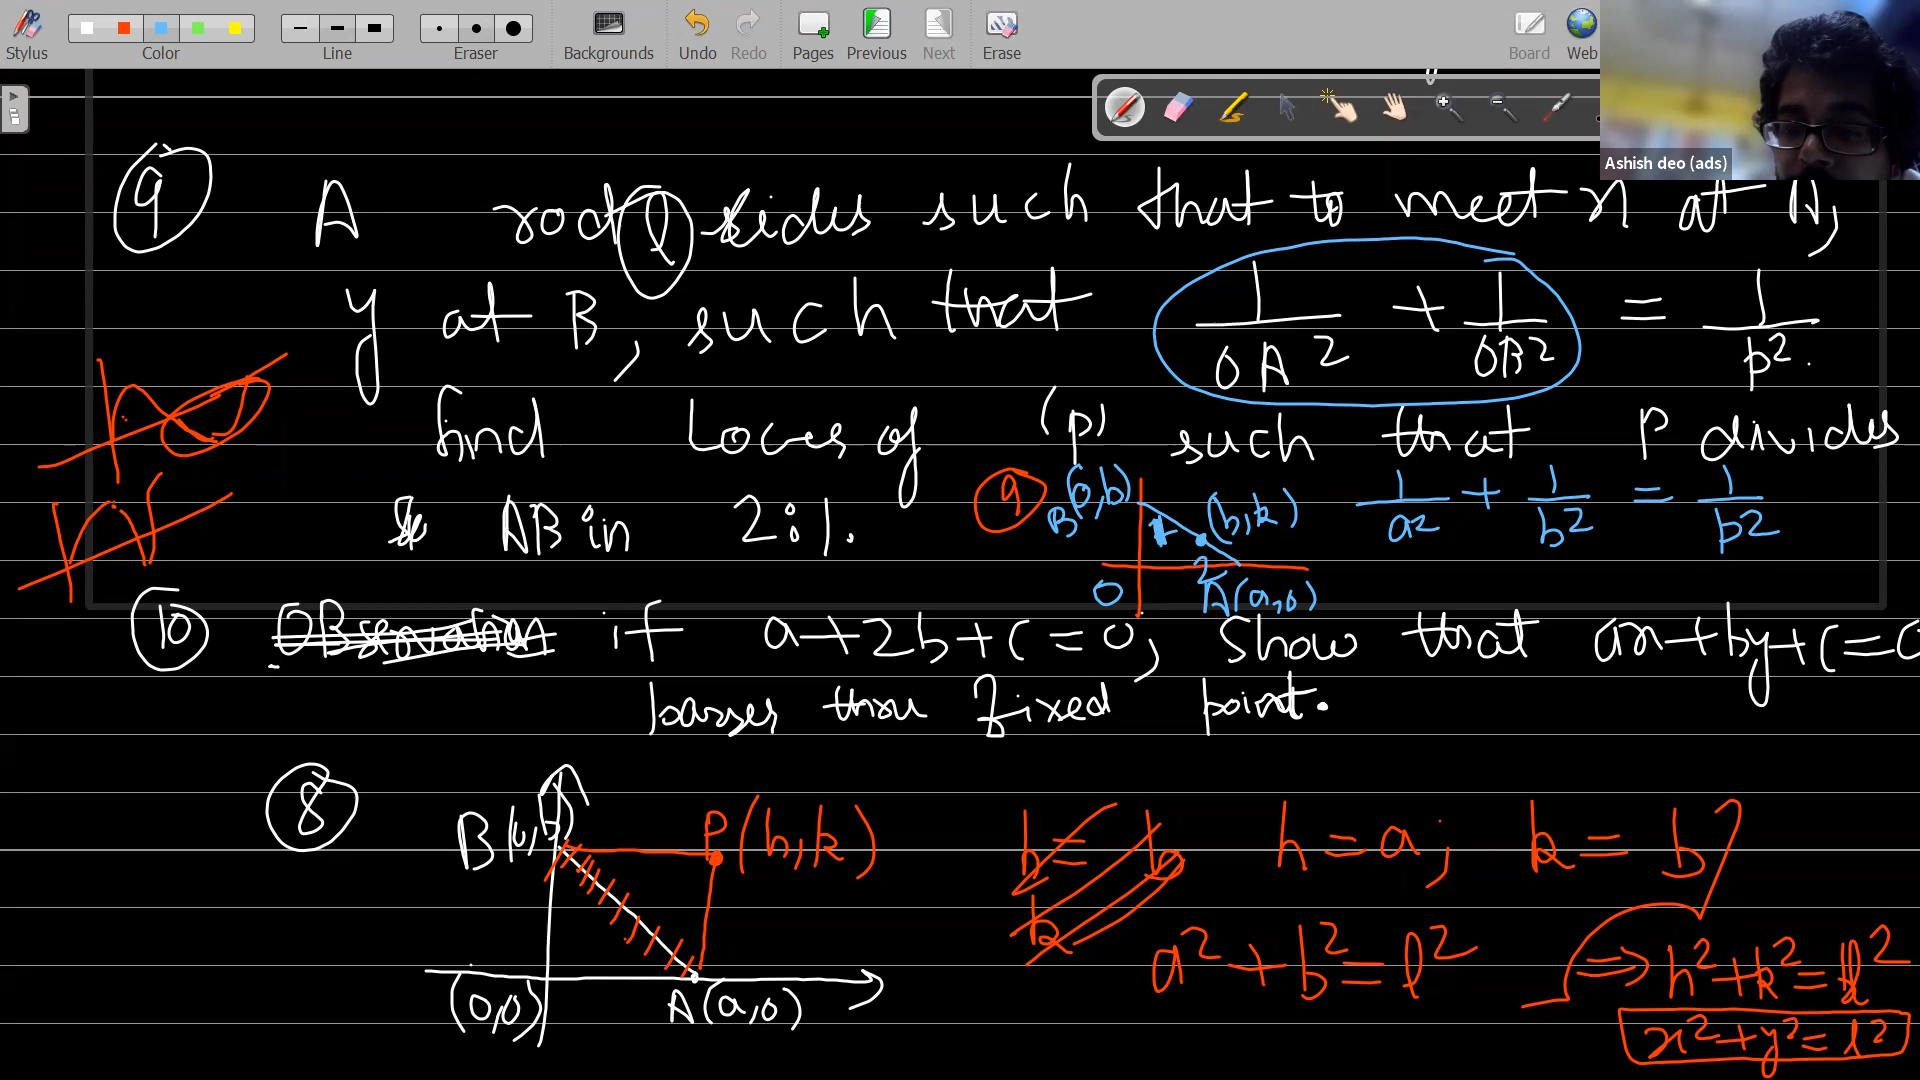 Stylus Color Line Eraser Backgrounds Undo Redo Pages Previous Next Erase Board Web
Ashish deo (ads)
9 A rod l slides such that to meet x at A,
y at B, such that 1/OA² + 1/OB² = 1/p².
find Locus of (P) such that P divides
AB in 2:1.
9 B(0,b) (h,k) 1 2 O A(a,0) 1/a² + 1/b² = 1/p²
10 if a+2b+c=0, show that ax+by+c=0
passes thru fixed point.
8 B(0,b) P(h,k) h=a; k=b
a²+b²=l² ⇒ h²+k²=l²
(0,0) A(a,0) x²+y²=l²